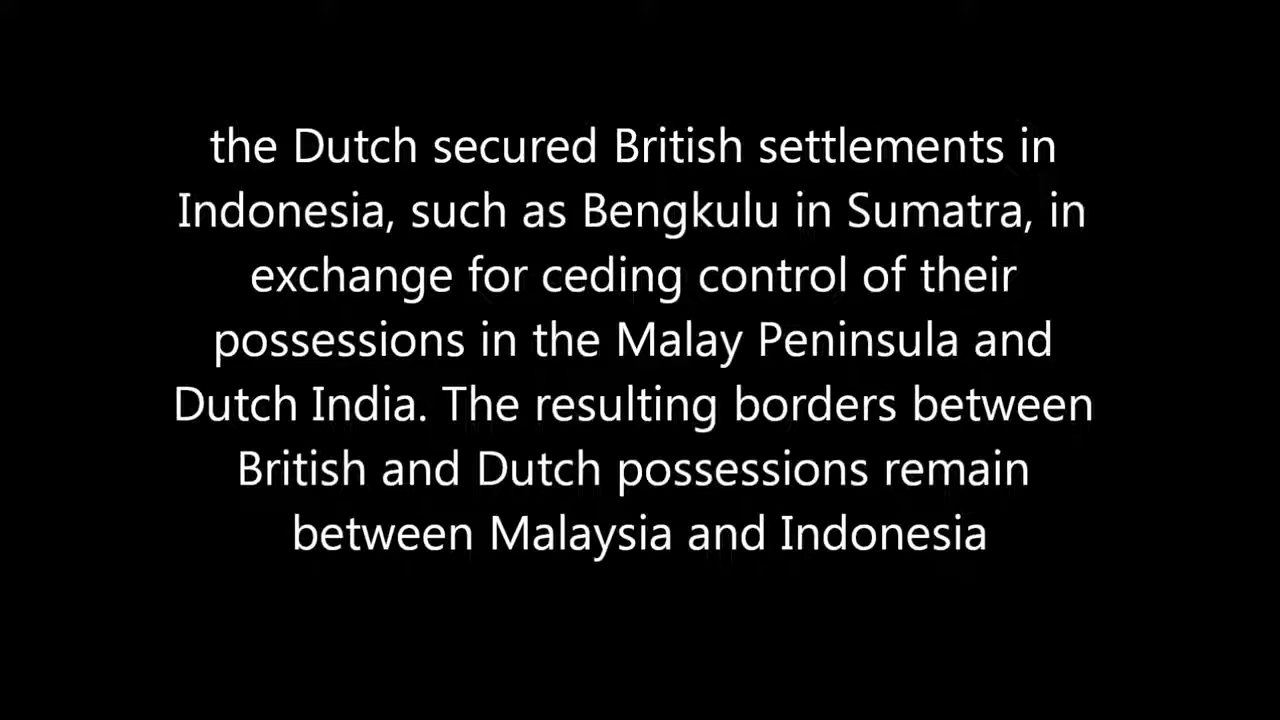 the Dutch secured British settlements in
Indonesia, such as Bengkulu in Sumatra, in
exchange for ceding control of their
possessions in the Malay Peninsula and
Dutch India. The resulting borders between
British and Dutch possessions remain
between Malaysia and Indonesia